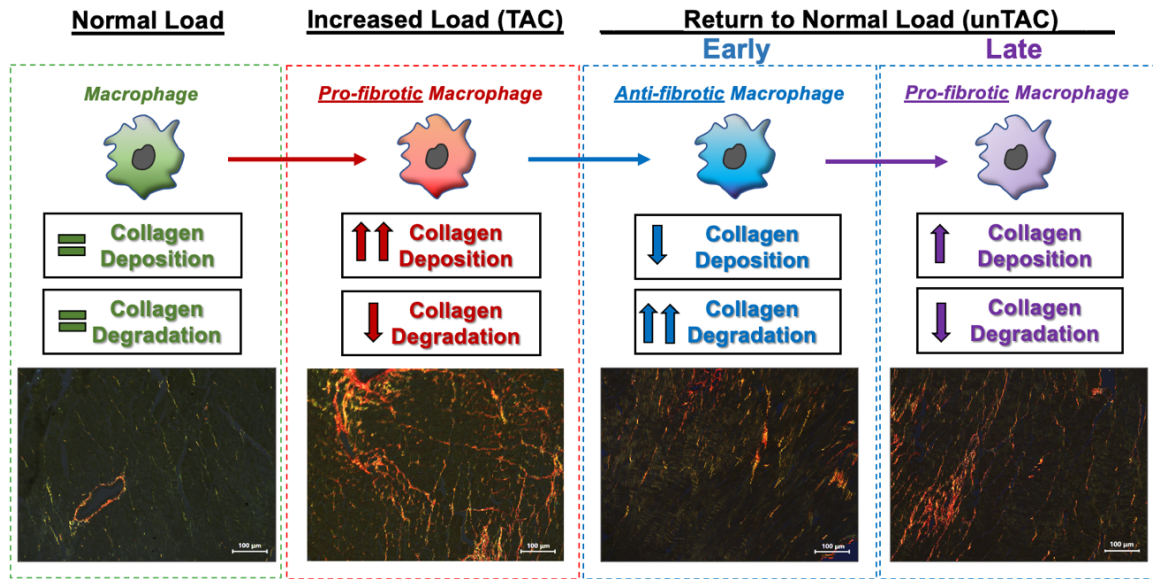 Normal Load
Increased Load (TAC)
Return to Normal Load (unTAC)
Early
Late
Macrophage
Pro-fibrotic Macrophage
Anti-fibrotic Macrophage
Pro-fibrotic Macrophage
Collagen
Deposition
Collagen
Degradation
Collagen
Deposition
Collagen
Degradation
Collagen
Deposition
Collagen
Degradation
Collagen
Deposition
Collagen
Degradation
100 µm
100 µm
100 µm
100 µm